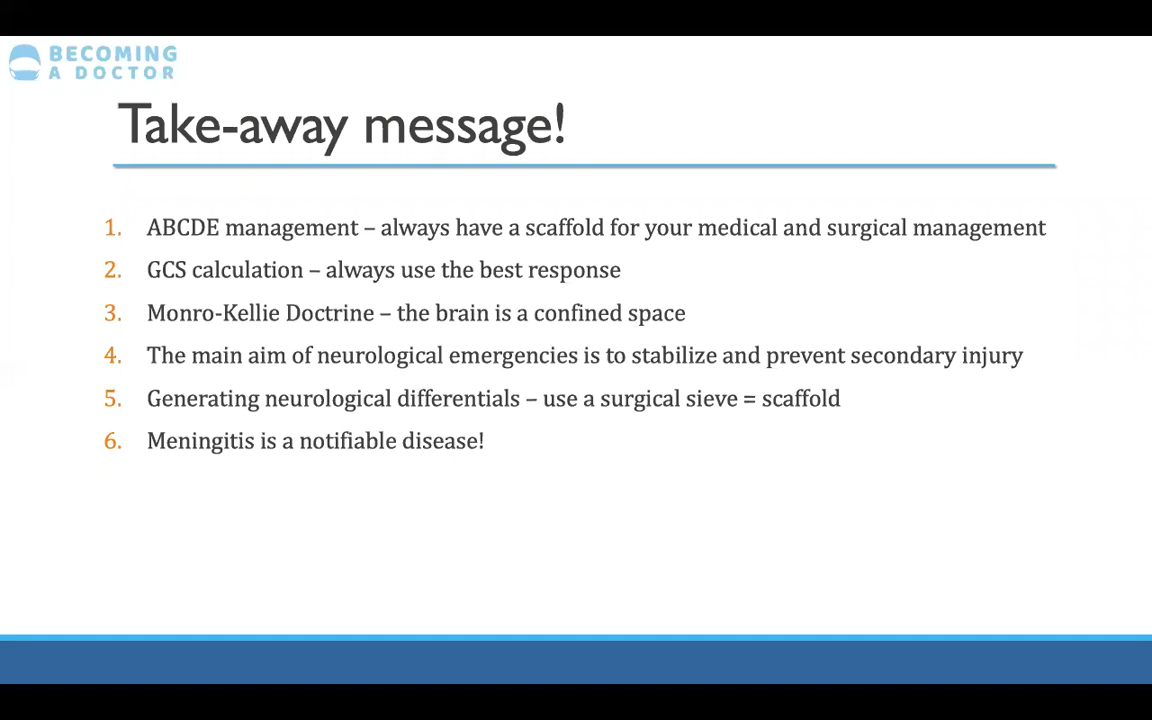 BECOMING
A DOCTOR
Take-away message!
1. ABCDE management – always have a scaffold for your medical and surgical management
2. GCS calculation – always use the best response
3. Monro-Kellie Doctrine – the brain is a confined space
4. The main aim of neurological emergencies is to stabilize and prevent secondary injury
5. Generating neurological differentials – use a surgical sieve = scaffold
6. Meningitis is a notifiable disease!